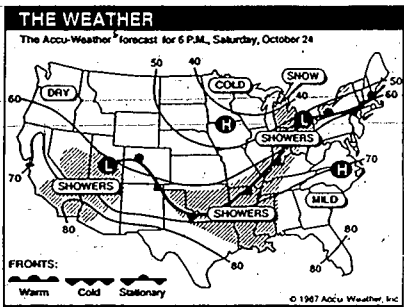 THE WEATHER
The Accu-Weather® forecast for 6 P.M., Saturday, October 24
50
40
COLD
SNOW
50
60
DRY
40
60
H
L
SHOWERS
L
H
70
70
SHOWERS
SHOWERS
MILD
80
80
80
80
FRONTS:
Warm Cold Stationary
© 1987 Accu-Weather, Inc.